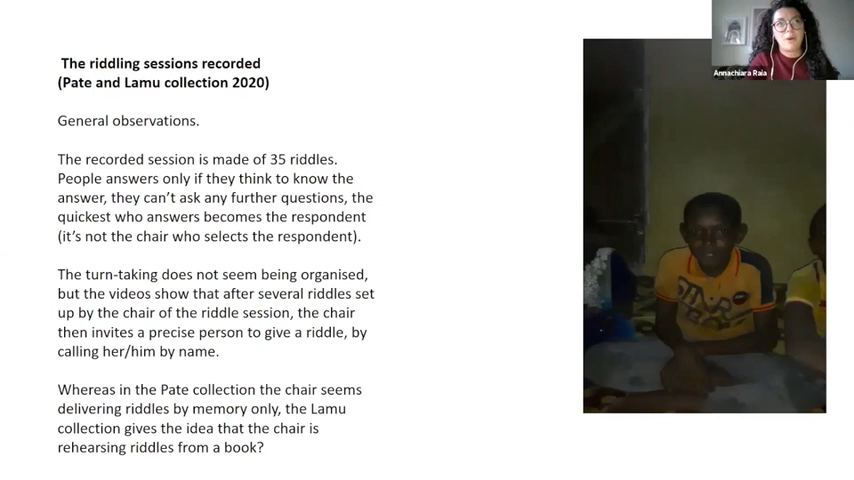 The riddling sessions recorded
(Pate and Lamu collection 2020)
General observations.
The recorded session is made of 35 riddles.
People answers only if they think to know the
answer, they can't ask any further questions, the
quickest who answers becomes the respondent
(it's not the chair who selects the respondent).
The turn-taking does not seem being organised,
but the videos show that after several riddles set
up by the chair of the riddle session, the chair
then invites a precise person to give a riddle, by
calling her/him by name.
Whereas in the Pate collection the chair seems
delivering riddles by memory only, the Lamu
collection gives the idea that the chair is
rehearsing riddles from a book?
Annachiara Raia